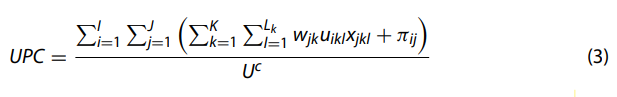 UPC = \frac{\sum_{i=1}^{I} \sum_{j=1}^{J} \left( \sum_{k=1}^{K} \sum_{l=1}^{L_k} w_{jk} u_{ikl} x_{jkl} + \pi_{ij} \right)}{U^c} (3)